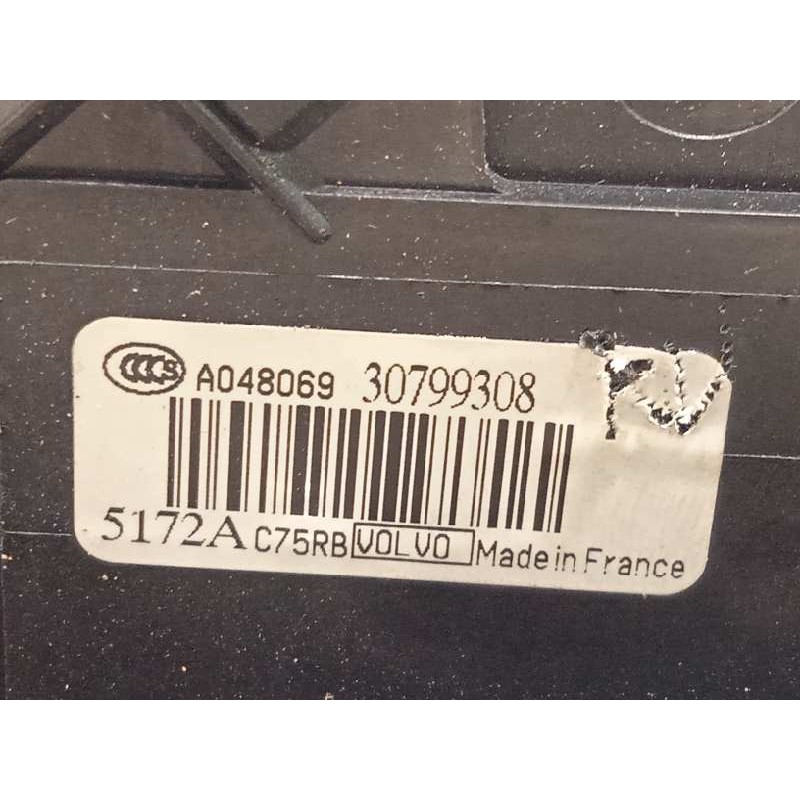 CCCS A048069 30799308
5172A C75RB VOLVO Made in France